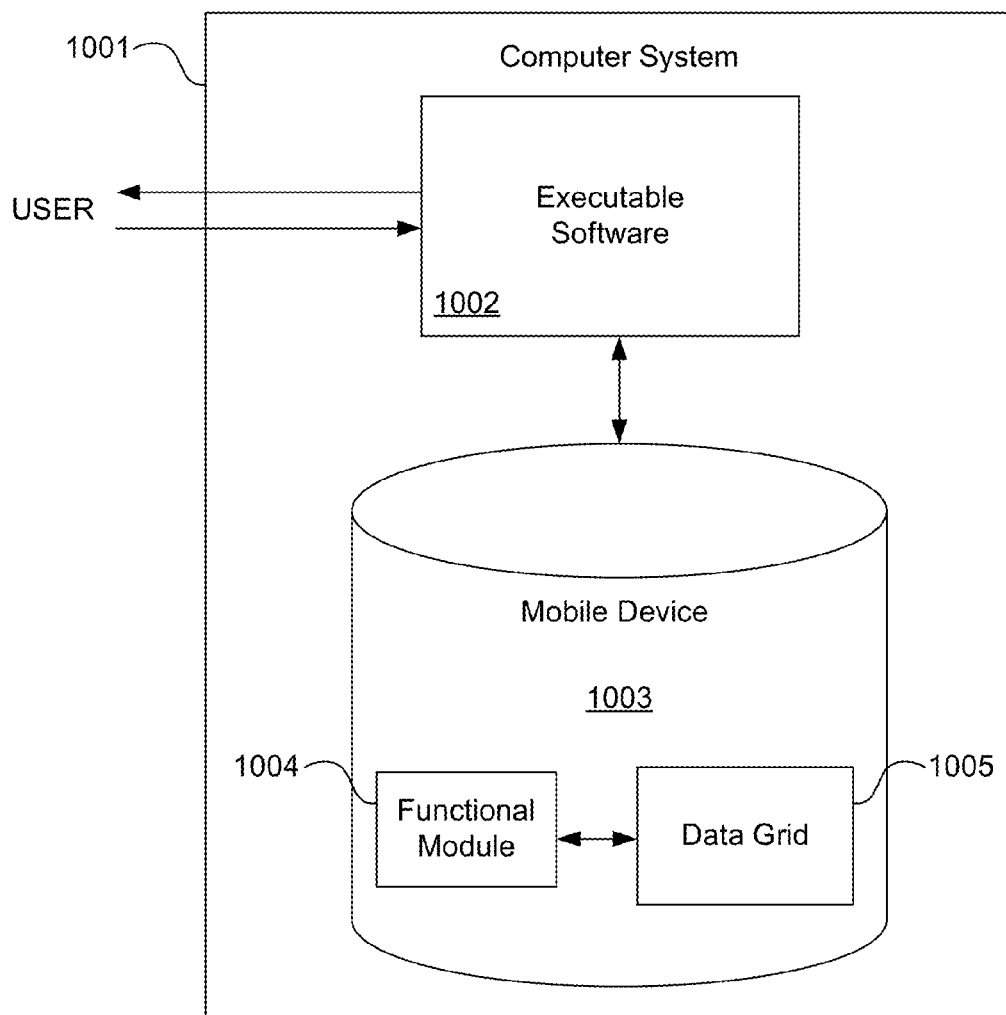 1001
Computer System
Executable
Software
USER
1002
Mobile Device
1003
1004
1005
Functional
Module
Data Grid